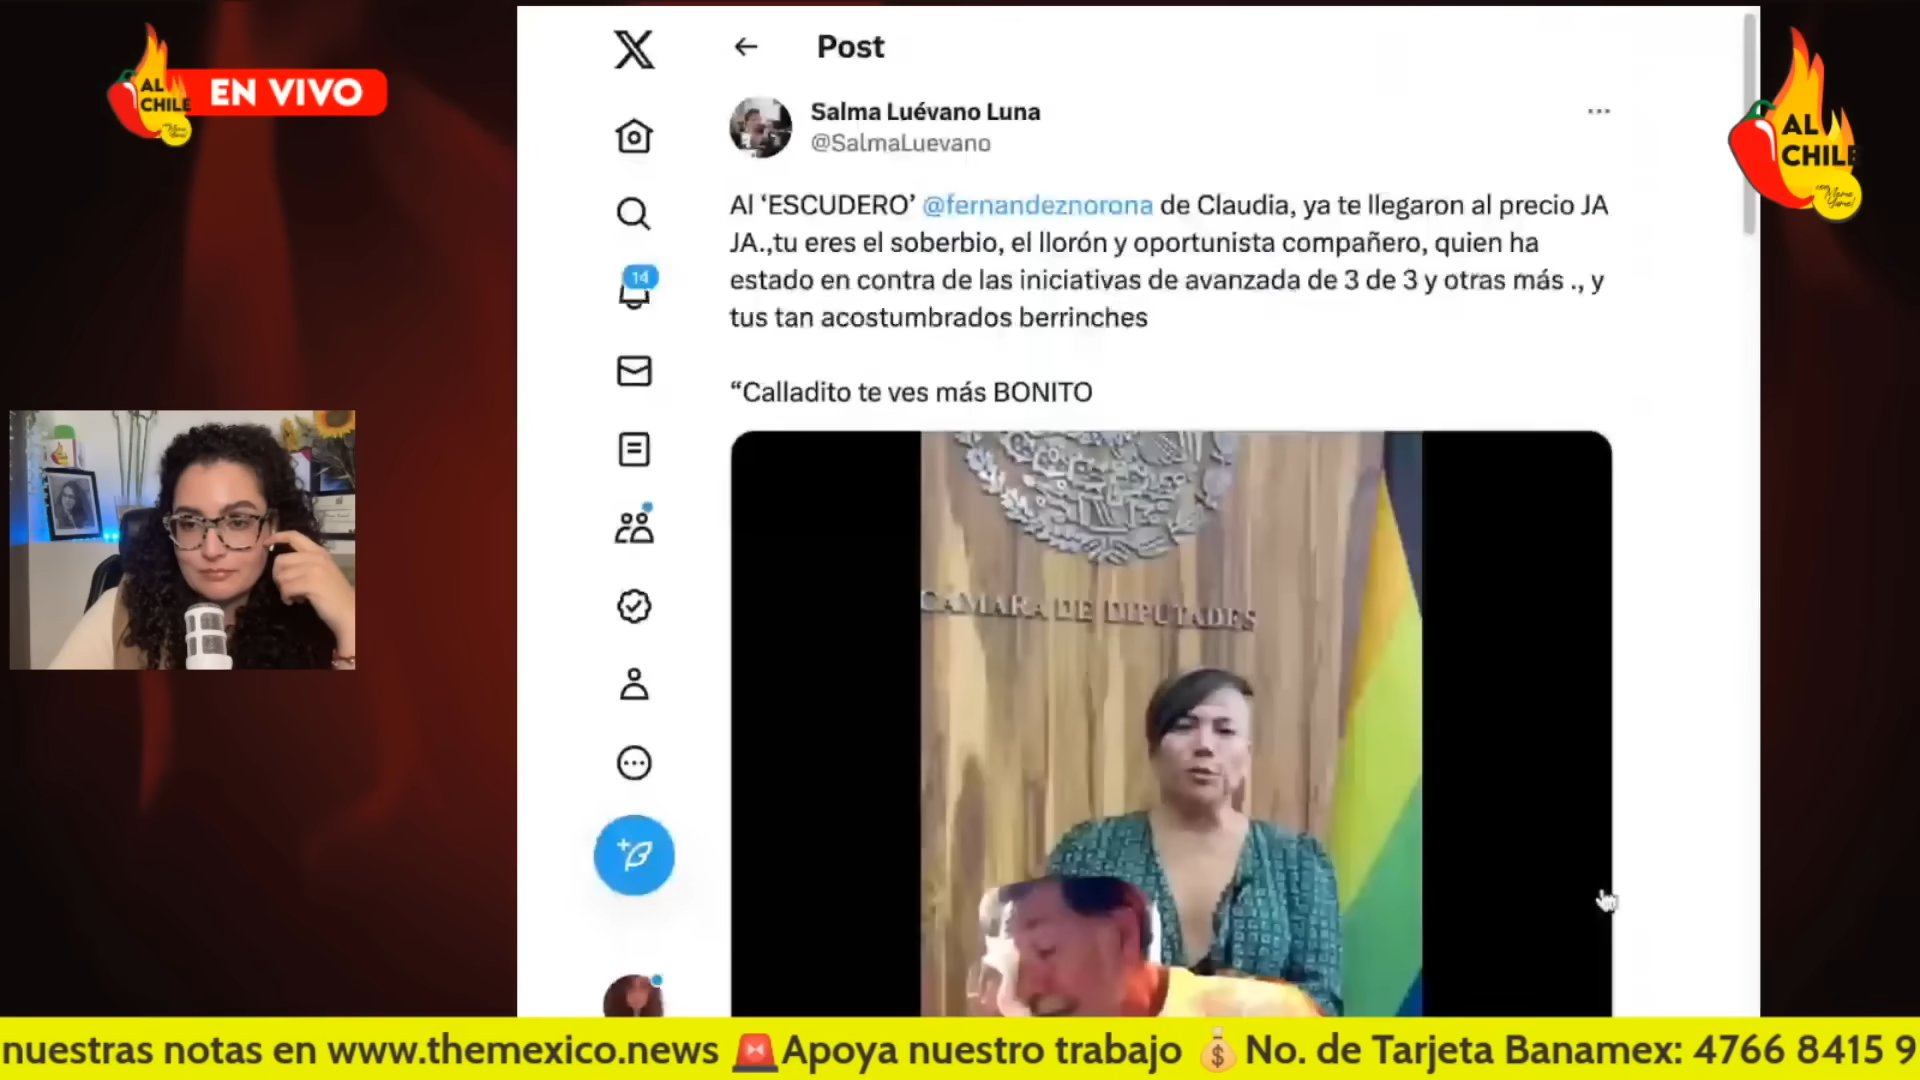 AL CHILE
EN VIVO
Post
Salma Luévano Luna
@SalmaLuevano
Al ‘ESCUDERO’ @fernandeznorona de Claudia, ya te llegaron al precio JA
JA.,tu eres el soberbio, el llorón y oportunista compañero, quien ha
estado en contra de las iniciativas de avanzada de 3 de 3 y otras más ., y
tus tan acostumbrados berrinches
“Calladito te ves más BONITO
14
CAMARA DE DIPUTADES
AL
CHILE
nuestras notas en www.themexico.news 🚨Apoya nuestro trabajo 💰No. de Tarjeta Banamex: 4766 8415 9